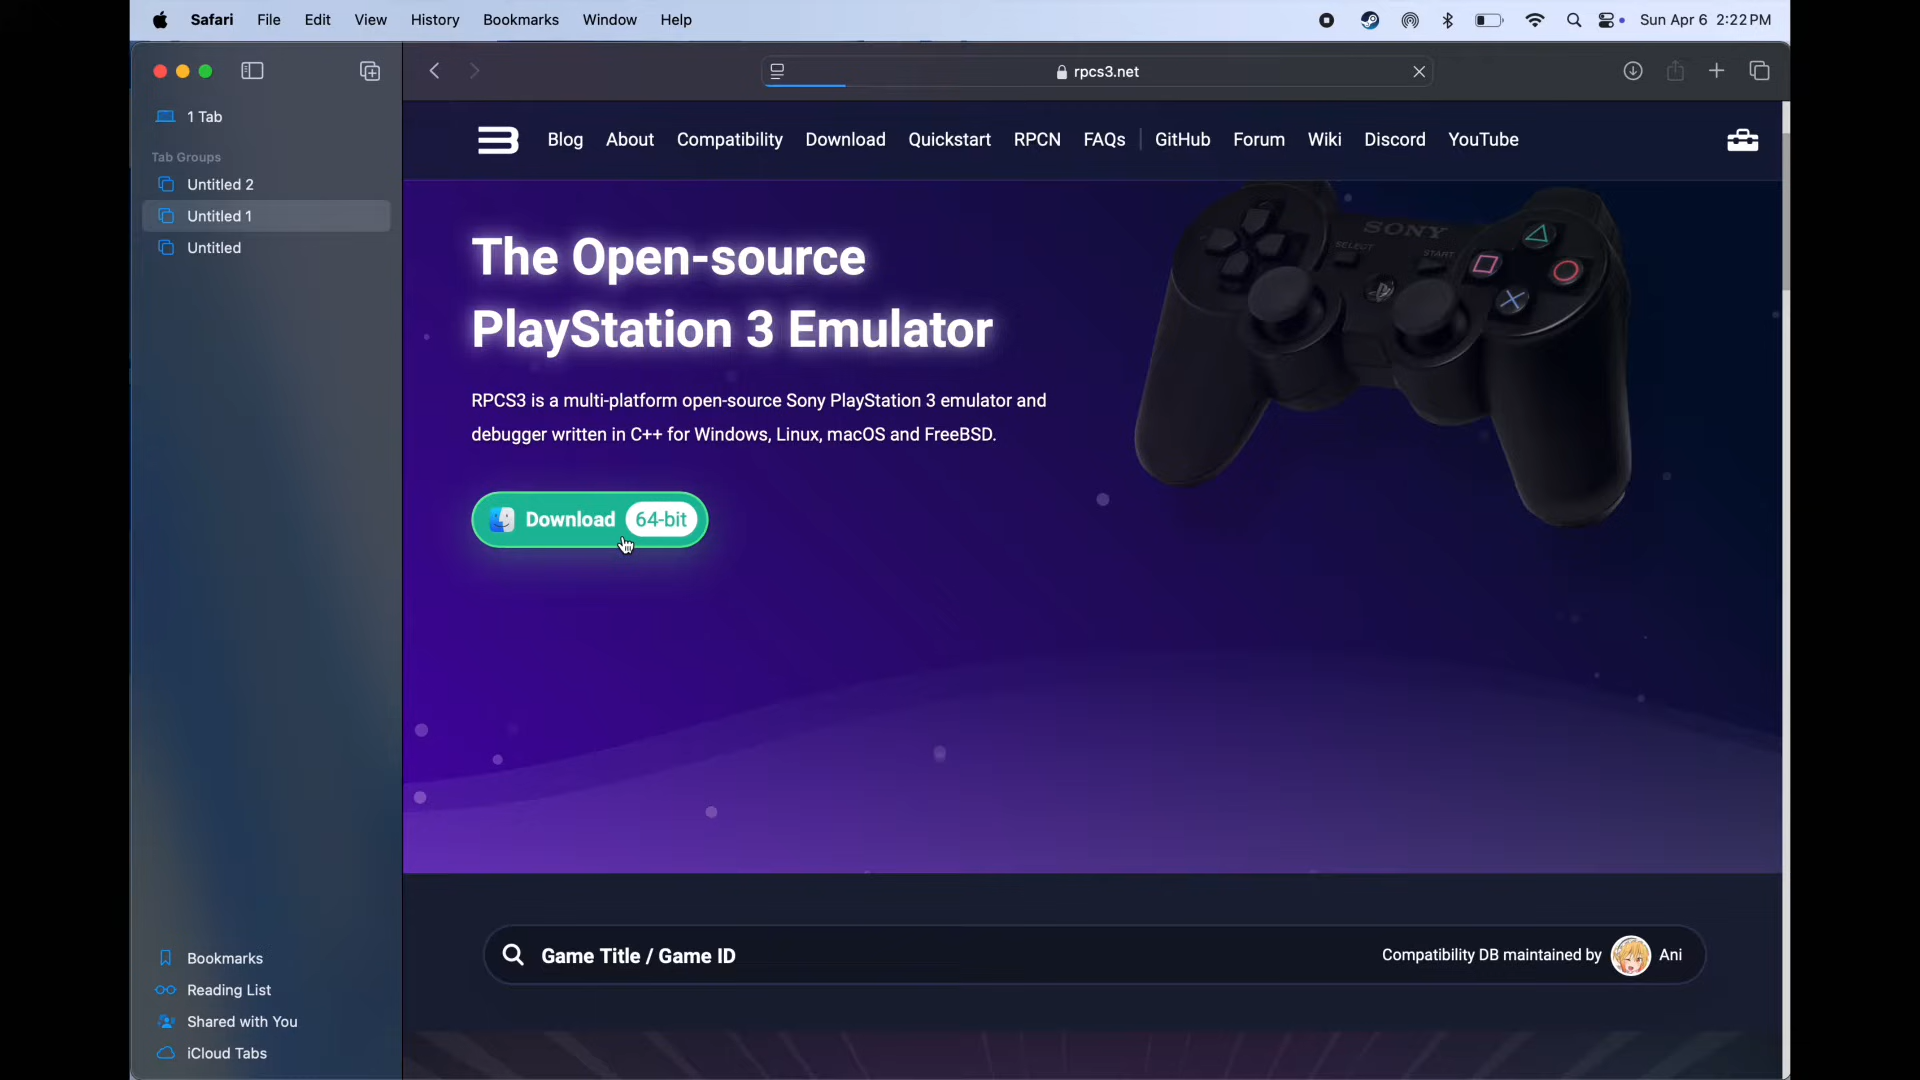 Safari File Edit View History Bookmarks Window Help Sun Apr 6 2:22 PM
rpcs3.net
1 Tab
Tab Groups
Untitled 2
Untitled 1
Untitled
Bookmarks
Reading List
Shared with You
iCloud Tabs
Blog About Compatibility Download Quickstart RPCN FAQs GitHub Forum Wiki Discord YouTube
The Open-source
PlayStation 3 Emulator
RPCS3 is a multi-platform open-source Sony PlayStation 3 emulator and
debugger written in C++ for Windows, Linux, macOS and FreeBSD.
Download 64-bit
SONY
SELECT START
Game Title / Game ID
Compatibility DB maintained by Ani